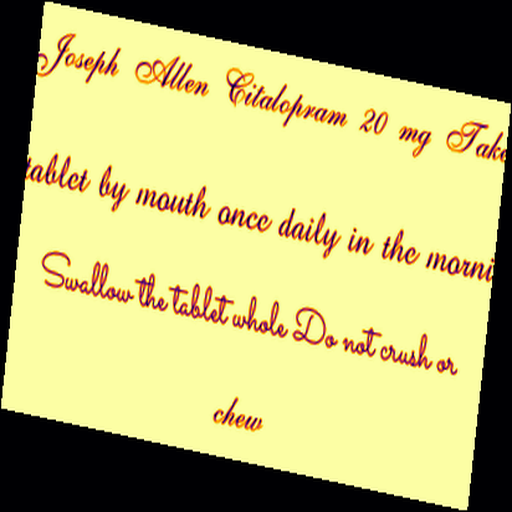 Joseph Allen Citalopram 20 mg Take
tablet by mouth once daily in the morni
Swallow the tablet whole Do not crush or
chew